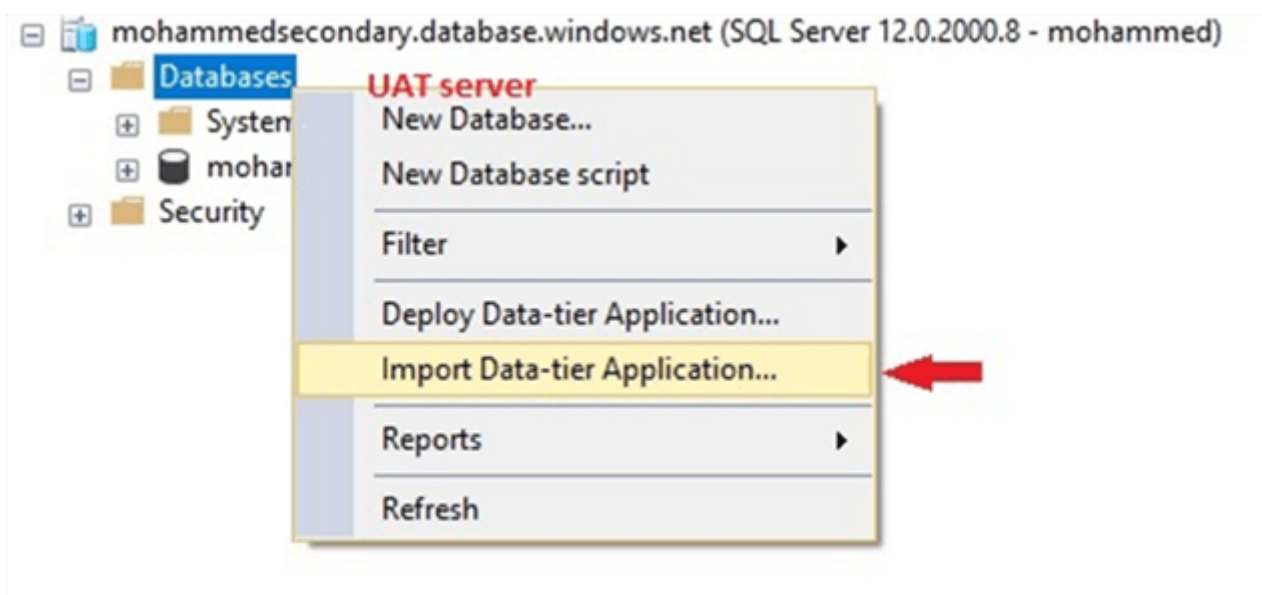 mohammedsecondary.database.windows.net (SQL Server 12.0.2000.8 - mohammed)
Databases
UAT server
System
mohar
Security
New Database...
New Database script
Filter
Deploy Data-tier Application...
Import Data-tier Application...
Reports
Refresh